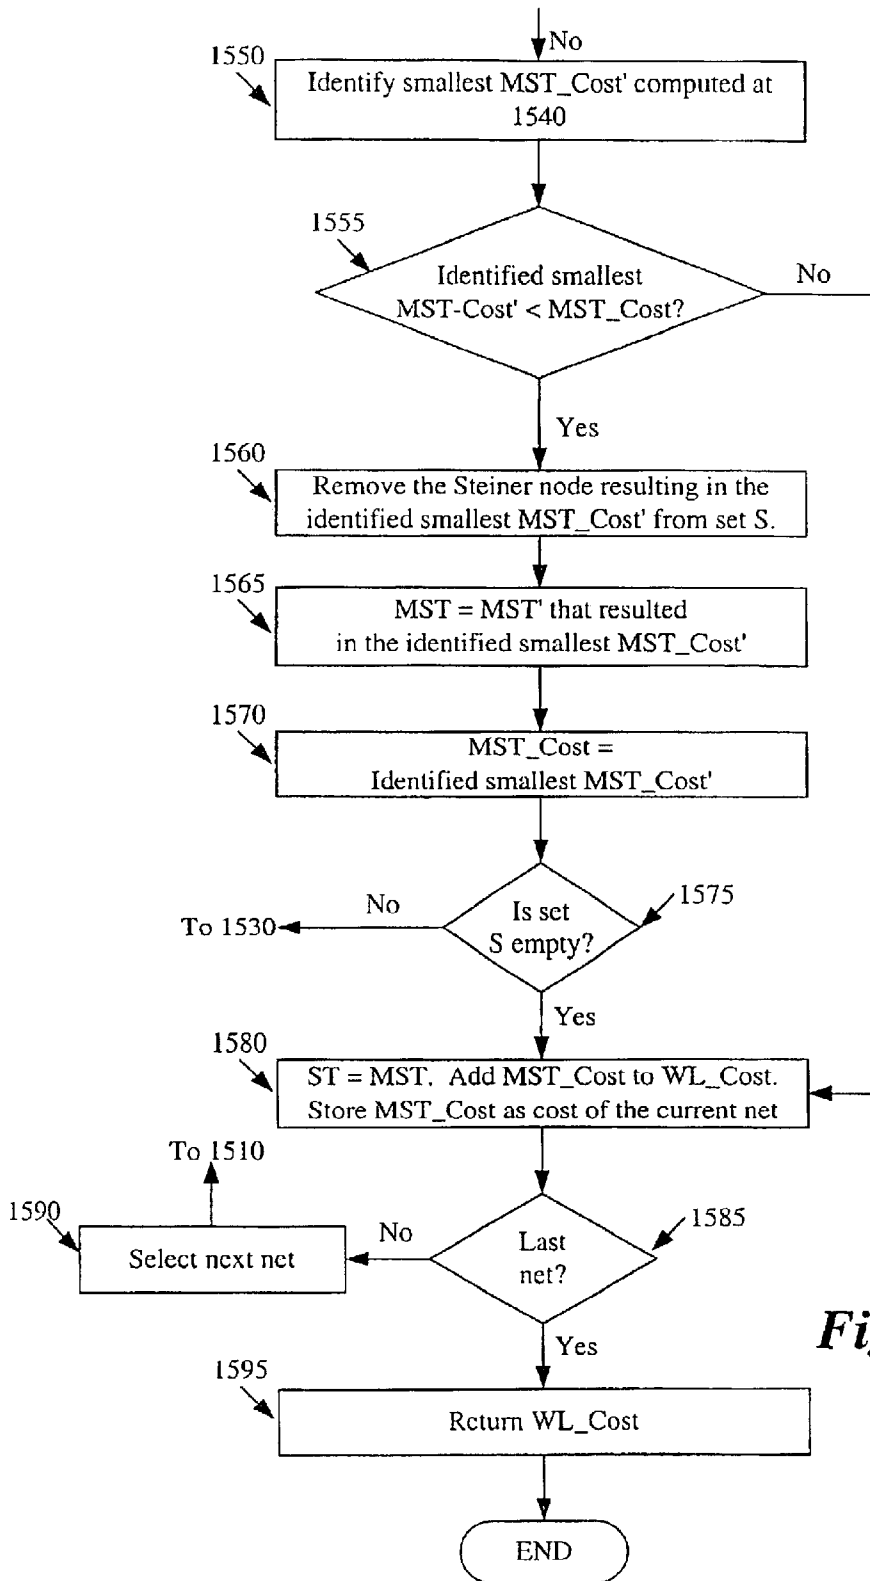 No
1550
Identify smallest MST_Cost' computed at
1540
1555
Identified smallest
MST-Cost' < MST_Cost?
No
Yes
1560
Remove the Steiner node resulting in the
identified smallest MST_Cost' from set S.
1565
MST = MST' that resulted
in the identified smallest MST_Cost'
1570
MST_Cost =
Identified smallest MST_Cost'
1575
Is set
S empty?
No
To 1530
Yes
1580
ST = MST. Add MST_Cost to WL_Cost.
Store MST_Cost as cost of the current net
To 1510
1590
Select next net
No
1585
Last
net?
Yes
1595
Return WL_Cost
END